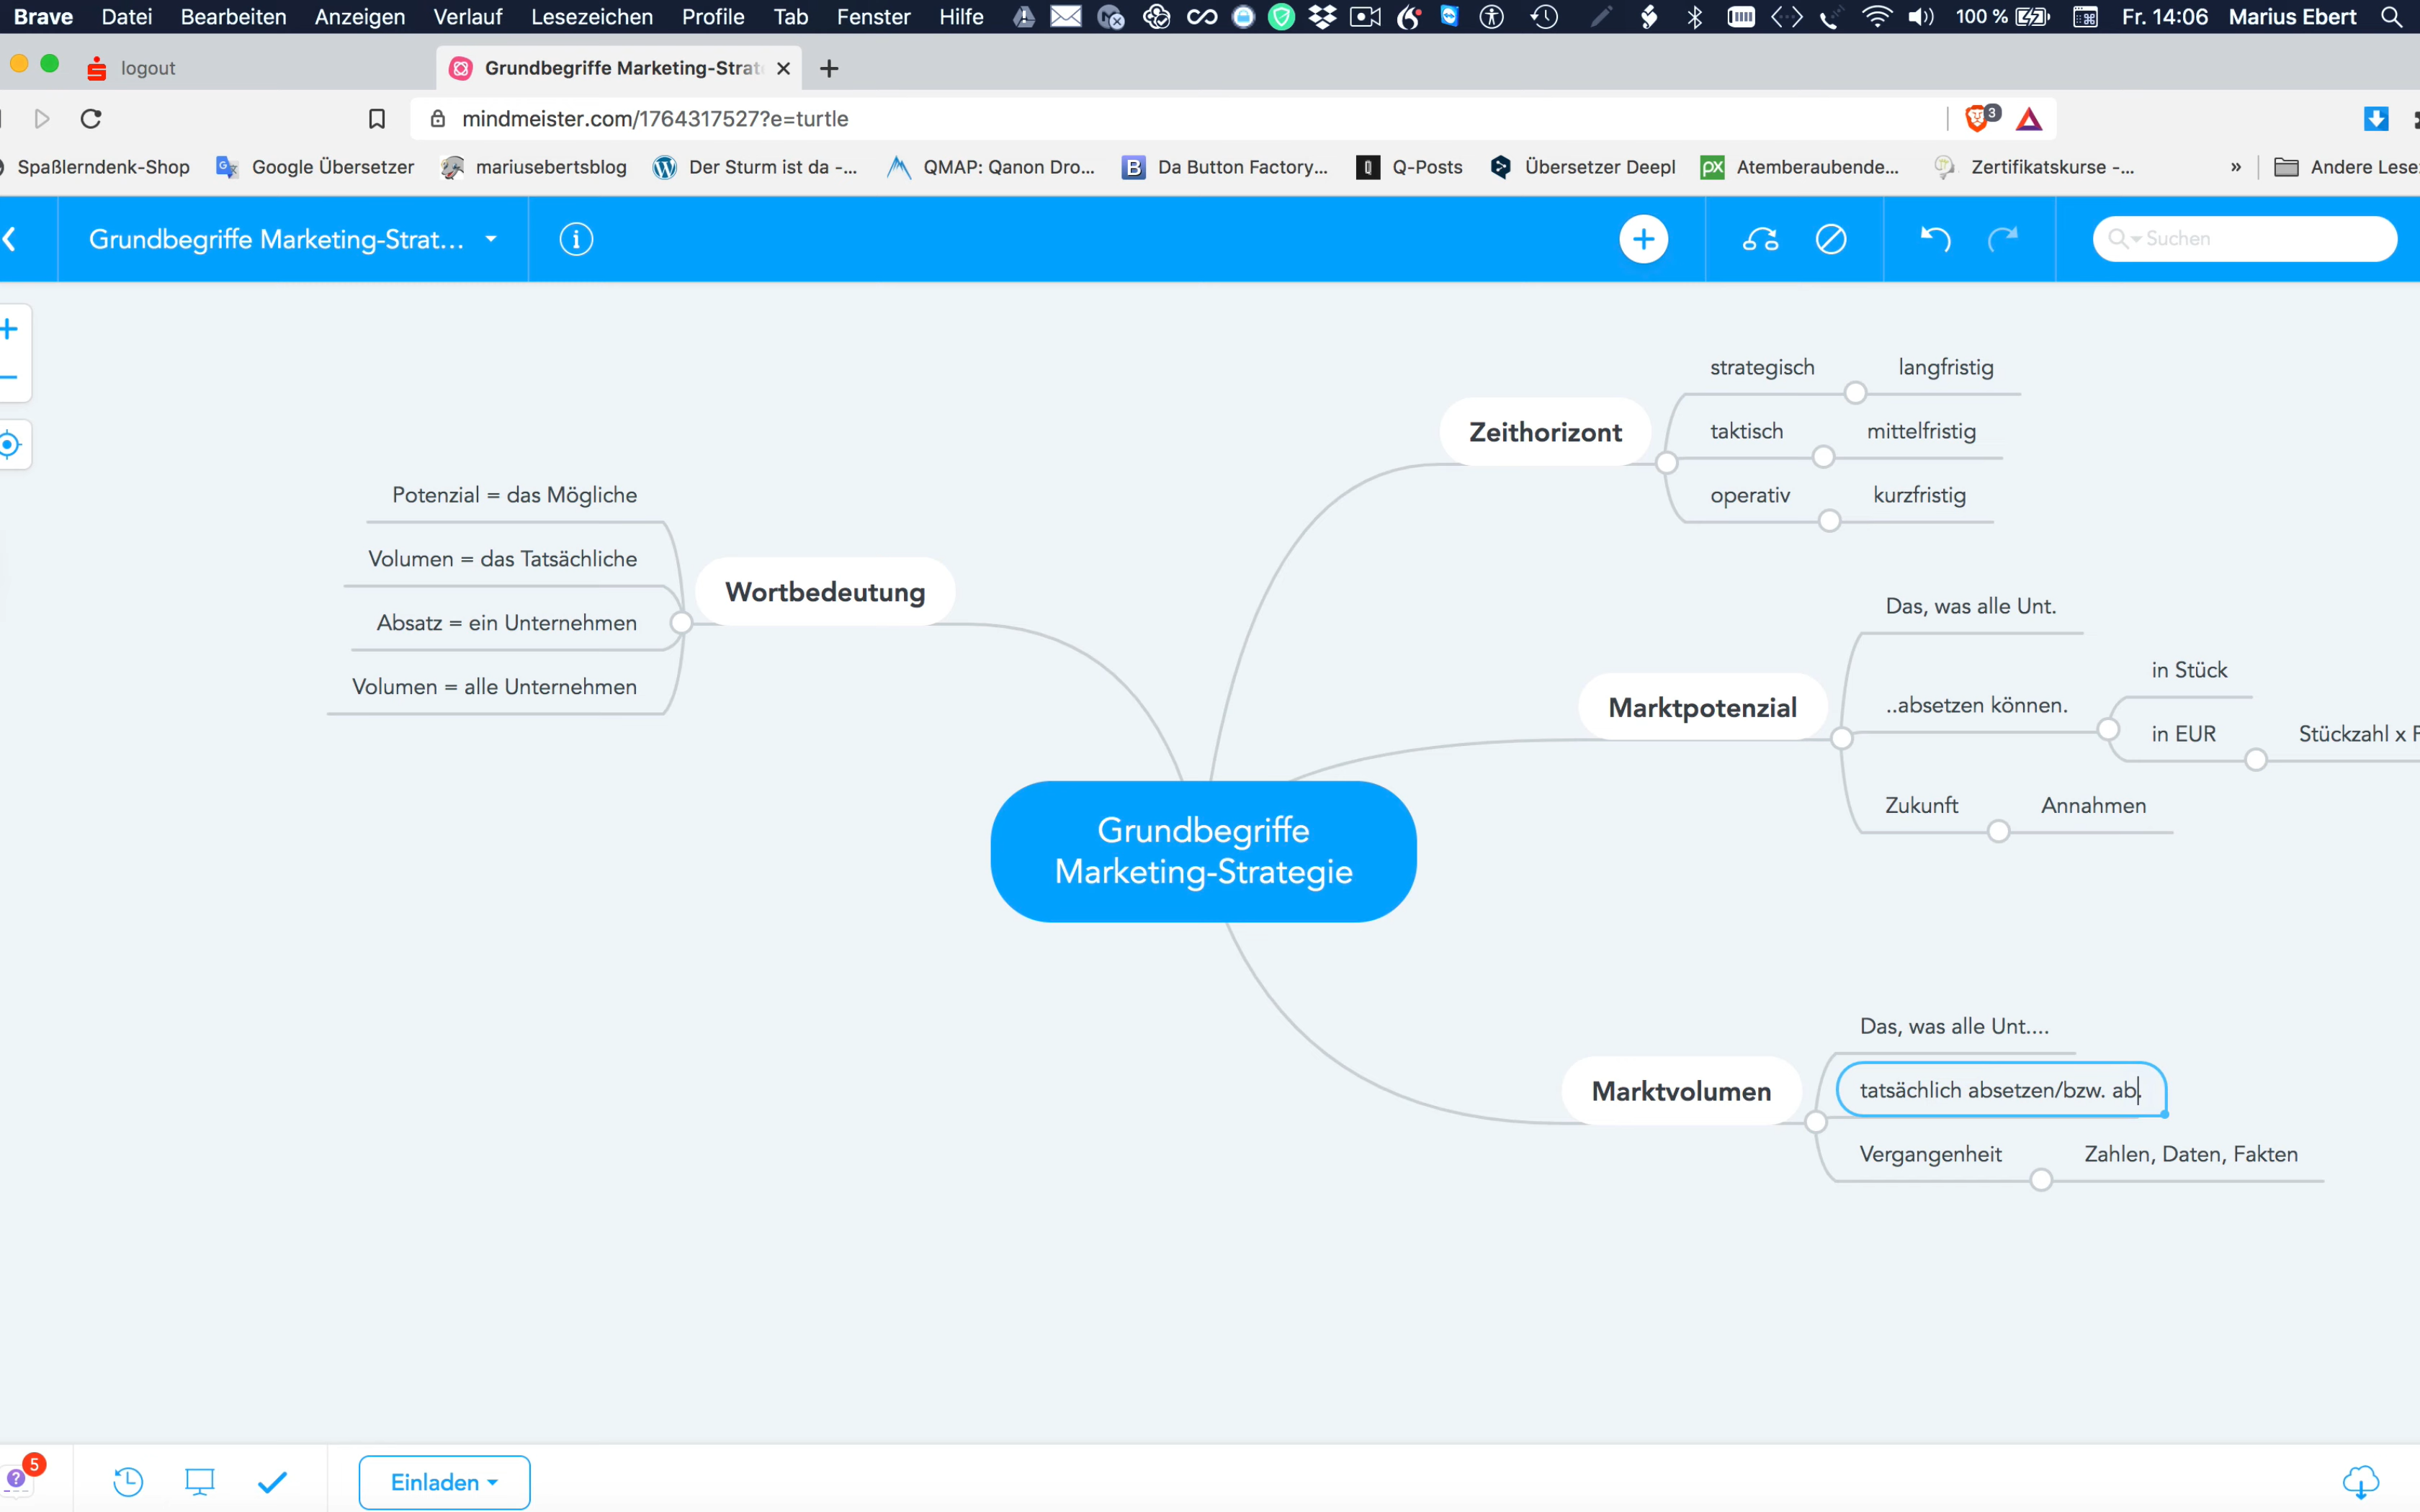 Brave Datei Bearbeiten Anzeigen Verlauf Lesezeichen Profile Tab Fenster Hilfe 100 % Fr. 14:06 Marius Ebert
logout Grundbegriffe Marketing-Strat
mindmeister.com/1764317527?e=turtle 3
Spaßlerndenk-Shop Google Übersetzer mariusebertsblog Der Sturm ist da -... QMAP: Qanon Dro... Da Button Factory... Q-Posts Übersetzer Deepl Atemberaubende... Zertifikatskurse -... » Andere Lese
Grundbegriffe Marketing-Strat... Suchen
strategisch langfristig
Zeithorizont
taktisch mittelfristig
operativ kurzfristig
Potenzial = das Mögliche
Volumen = das Tatsächliche
Wortbedeutung
Absatz = ein Unternehmen
Volumen = alle Unternehmen
Das, was alle Unt.
in Stück
Marktpotenzial
..absetzen können.
in EUR Stückzahl x
Zukunft Annahmen
Grundbegriffe
Marketing-Strategie
Das, was alle Unt....
Marktvolumen
tatsächlich absetzen/bzw. ab.
Vergangenheit Zahlen, Daten, Fakten
5
Einladen